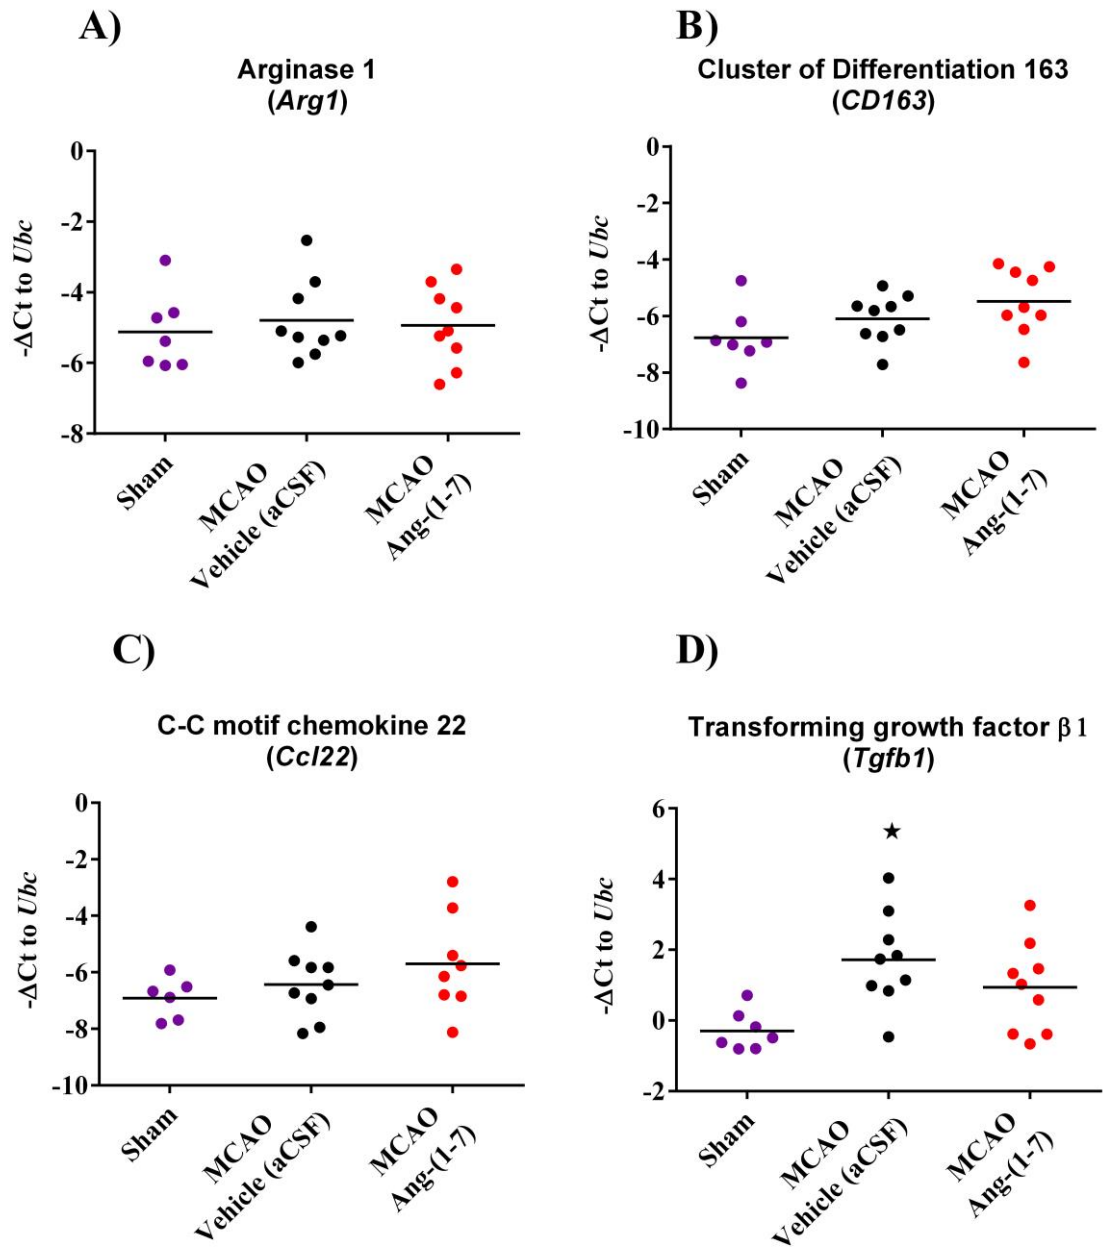 A)
Arginase 1
(Arg1)
-ΔCt to Ubc
0
-2
-4
-6
-8
Sham
MCAO
Vehicle (aCSF)
MCAO
Ang-(1-7)
B)
Cluster of Differentiation 163
(CD163)
-ΔCt to Ubc
0
-2
-4
-6
-8
-10
Sham
MCAO
Vehicle (aCSF)
MCAO
Ang-(1-7)
C)
C-C motif chemokine 22
(Ccl22)
-ΔCt to Ubc
0
-2
-4
-6
-8
-10
Sham
MCAO
Vehicle (aCSF)
MCAO
Ang-(1-7)
D)
Transforming growth factor β1
(Tgfb1)
-ΔCt to Ubc
6
4
2
0
-2
★
Sham
MCAO
Vehicle (aCSF)
MCAO
Ang-(1-7)